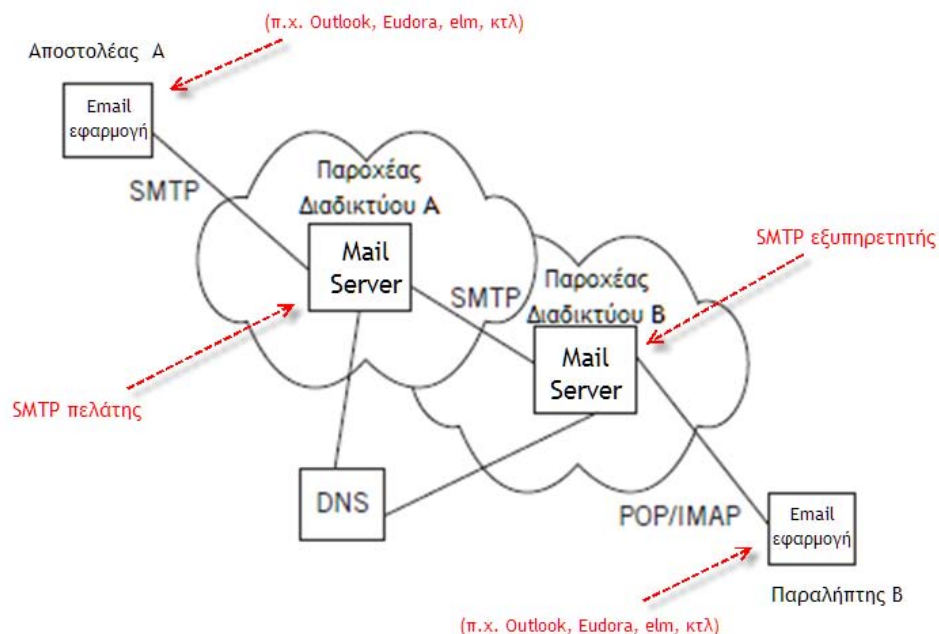 (π.χ. Outlook, Eudora, elm, κτλ)
Αποστολέας Α
Email
εφαρμογή
SMTP
Παροχέας
Διαδικτύου Α
Mail
Server
SMTP εξυπηρετητής
SMTP
Παροχέας
Διαδικτύου Β
Mail
Server
SMTP πελάτης
DNS
POP/IMAP
Email
εφαρμογή
Παραλήπτης Β
(π.χ. Outlook, Eudora, elm, κτλ)